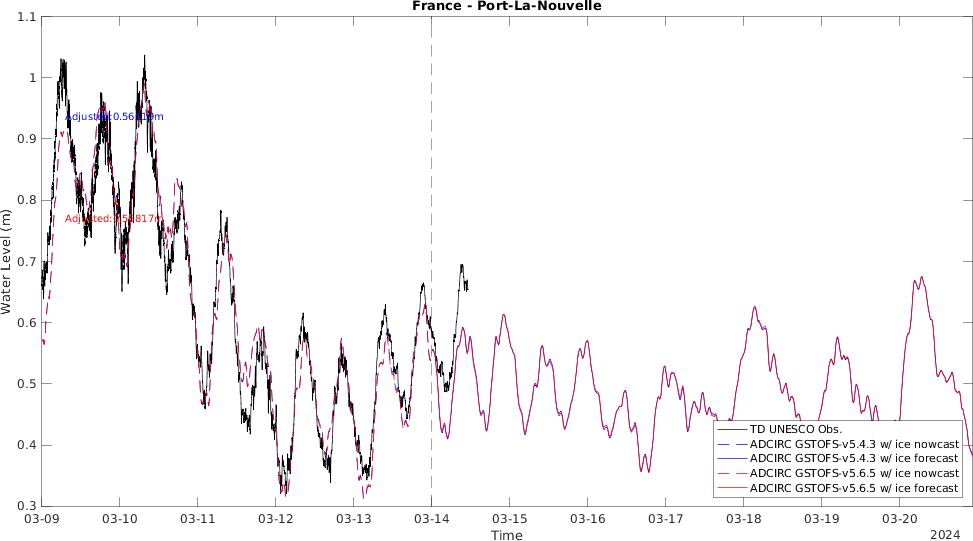 France - Port-La-Nouvelle
Water Level (m)
1.1
1
0.9
0.8
0.7
0.6
0.5
0.4
0.3
03-09
03-10
03-11
03-12
03-13
03-14
03-15
03-16
03-17
03-18
03-19
03-20
Time
2024
TD UNESCO Obs.
ADCIRC GSTOFS-v5.4.3 w/ ice nowcast
ADCIRC GSTOFS-v5.4.3 w/ ice forecast
ADCIRC GSTOFS-v5.6.5 w/ ice nowcast
ADCIRC GSTOFS-v5.6.5 w/ ice forecast